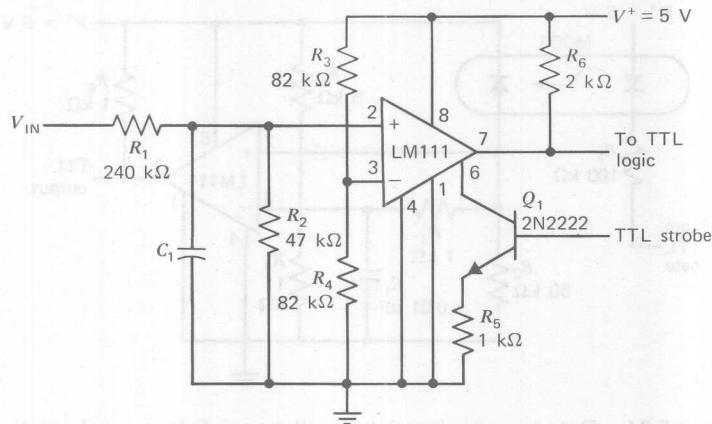 V⁺ = 5 V
R₃
82 kΩ
R₆
2 kΩ
V_IN
R₁
240 kΩ
2
+
8
LM111
7
To TTL
logic
3
−
6
1
4
Q₁
2N2222
TTL strobe
C₁
R₂
47 kΩ
R₄
82 kΩ
R₅
1 kΩ